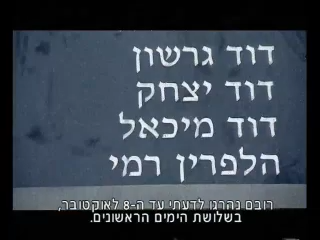 דוד גרשון
דוד יצחק
דוד מיכאל
הלפרין רמי
רובם נהרגו לדעתי עד ה-8 לאוקטובר,
בשלושת הימים הראשונים.